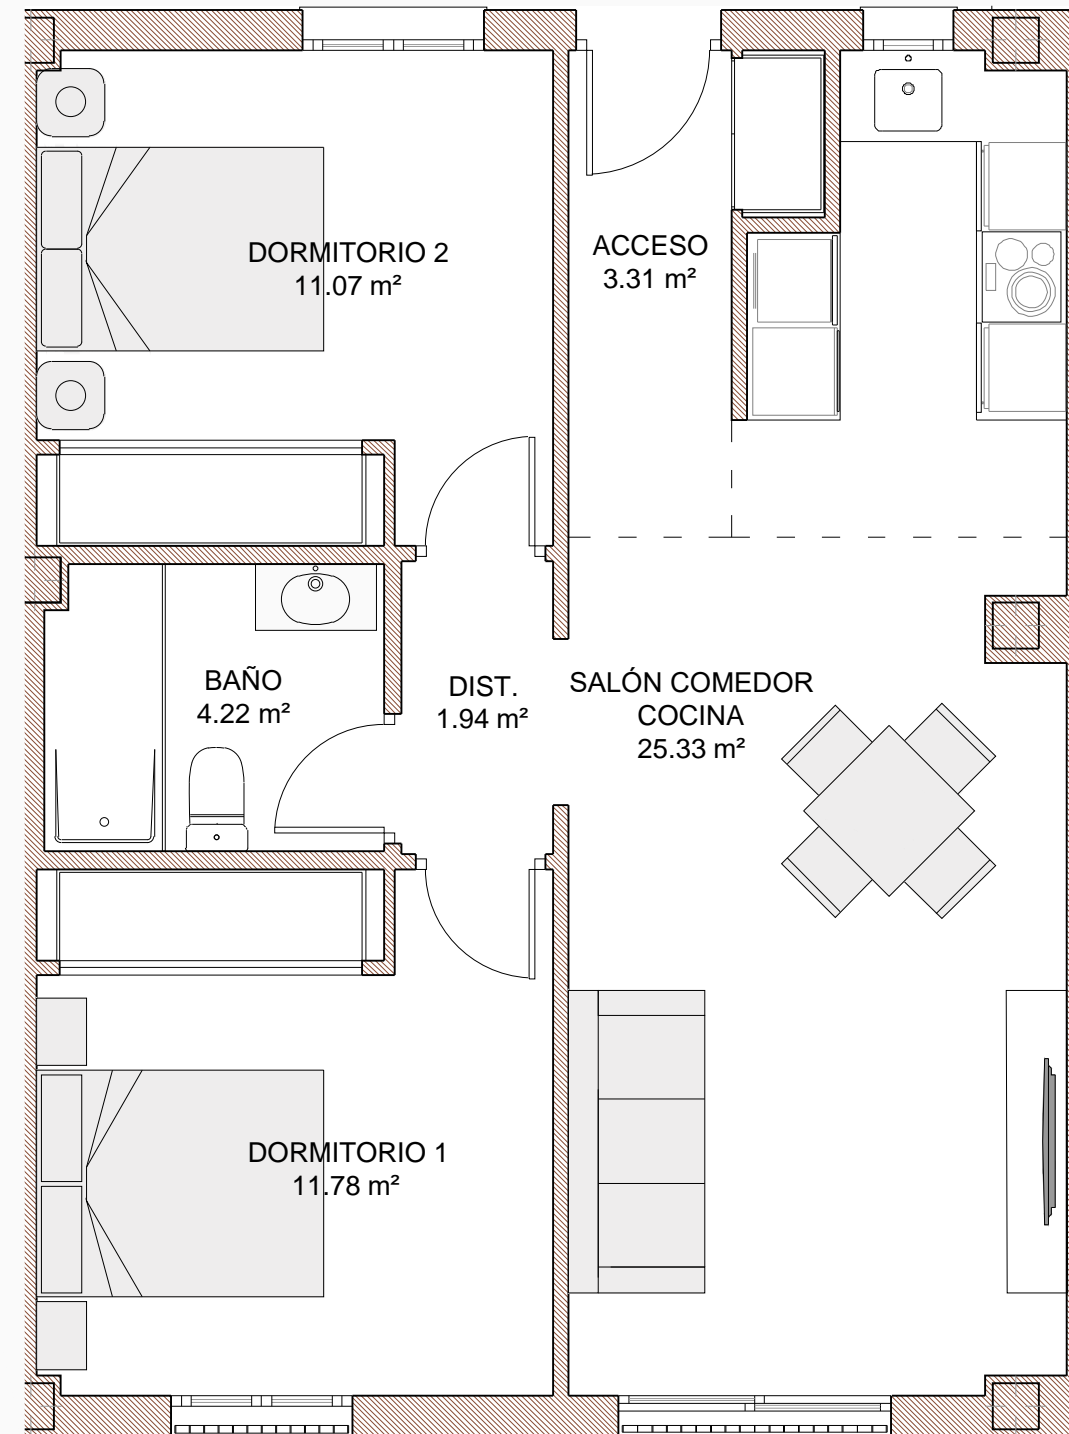 DORMITORIO 2
11.07 m²
ACCESO
3.31 m²
BAÑO
4.22 m²
DIST.
1.94 m²
SALÓN COMEDOR
COCINA
25.33 m²
DORMITORIO 1
11.78 m²